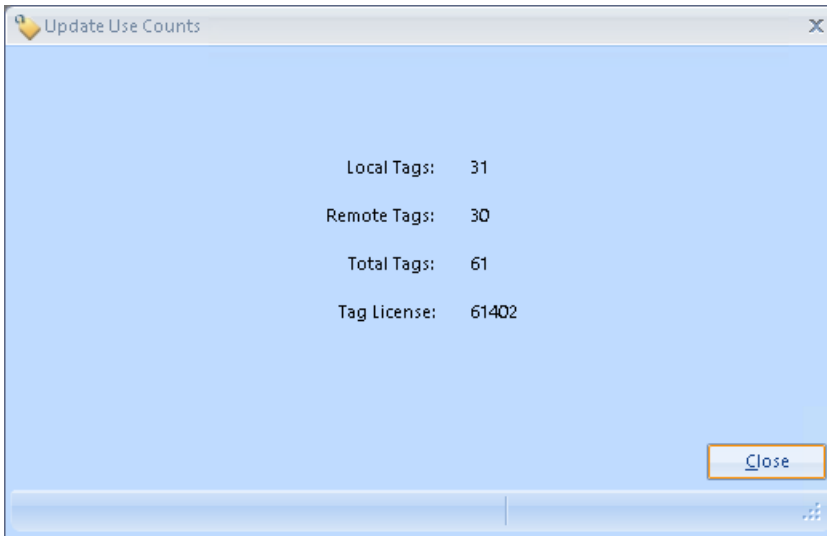 Update Use Counts
Local Tags: 31
Remote Tags: 30
Total Tags: 61
Tag License: 61402
Close